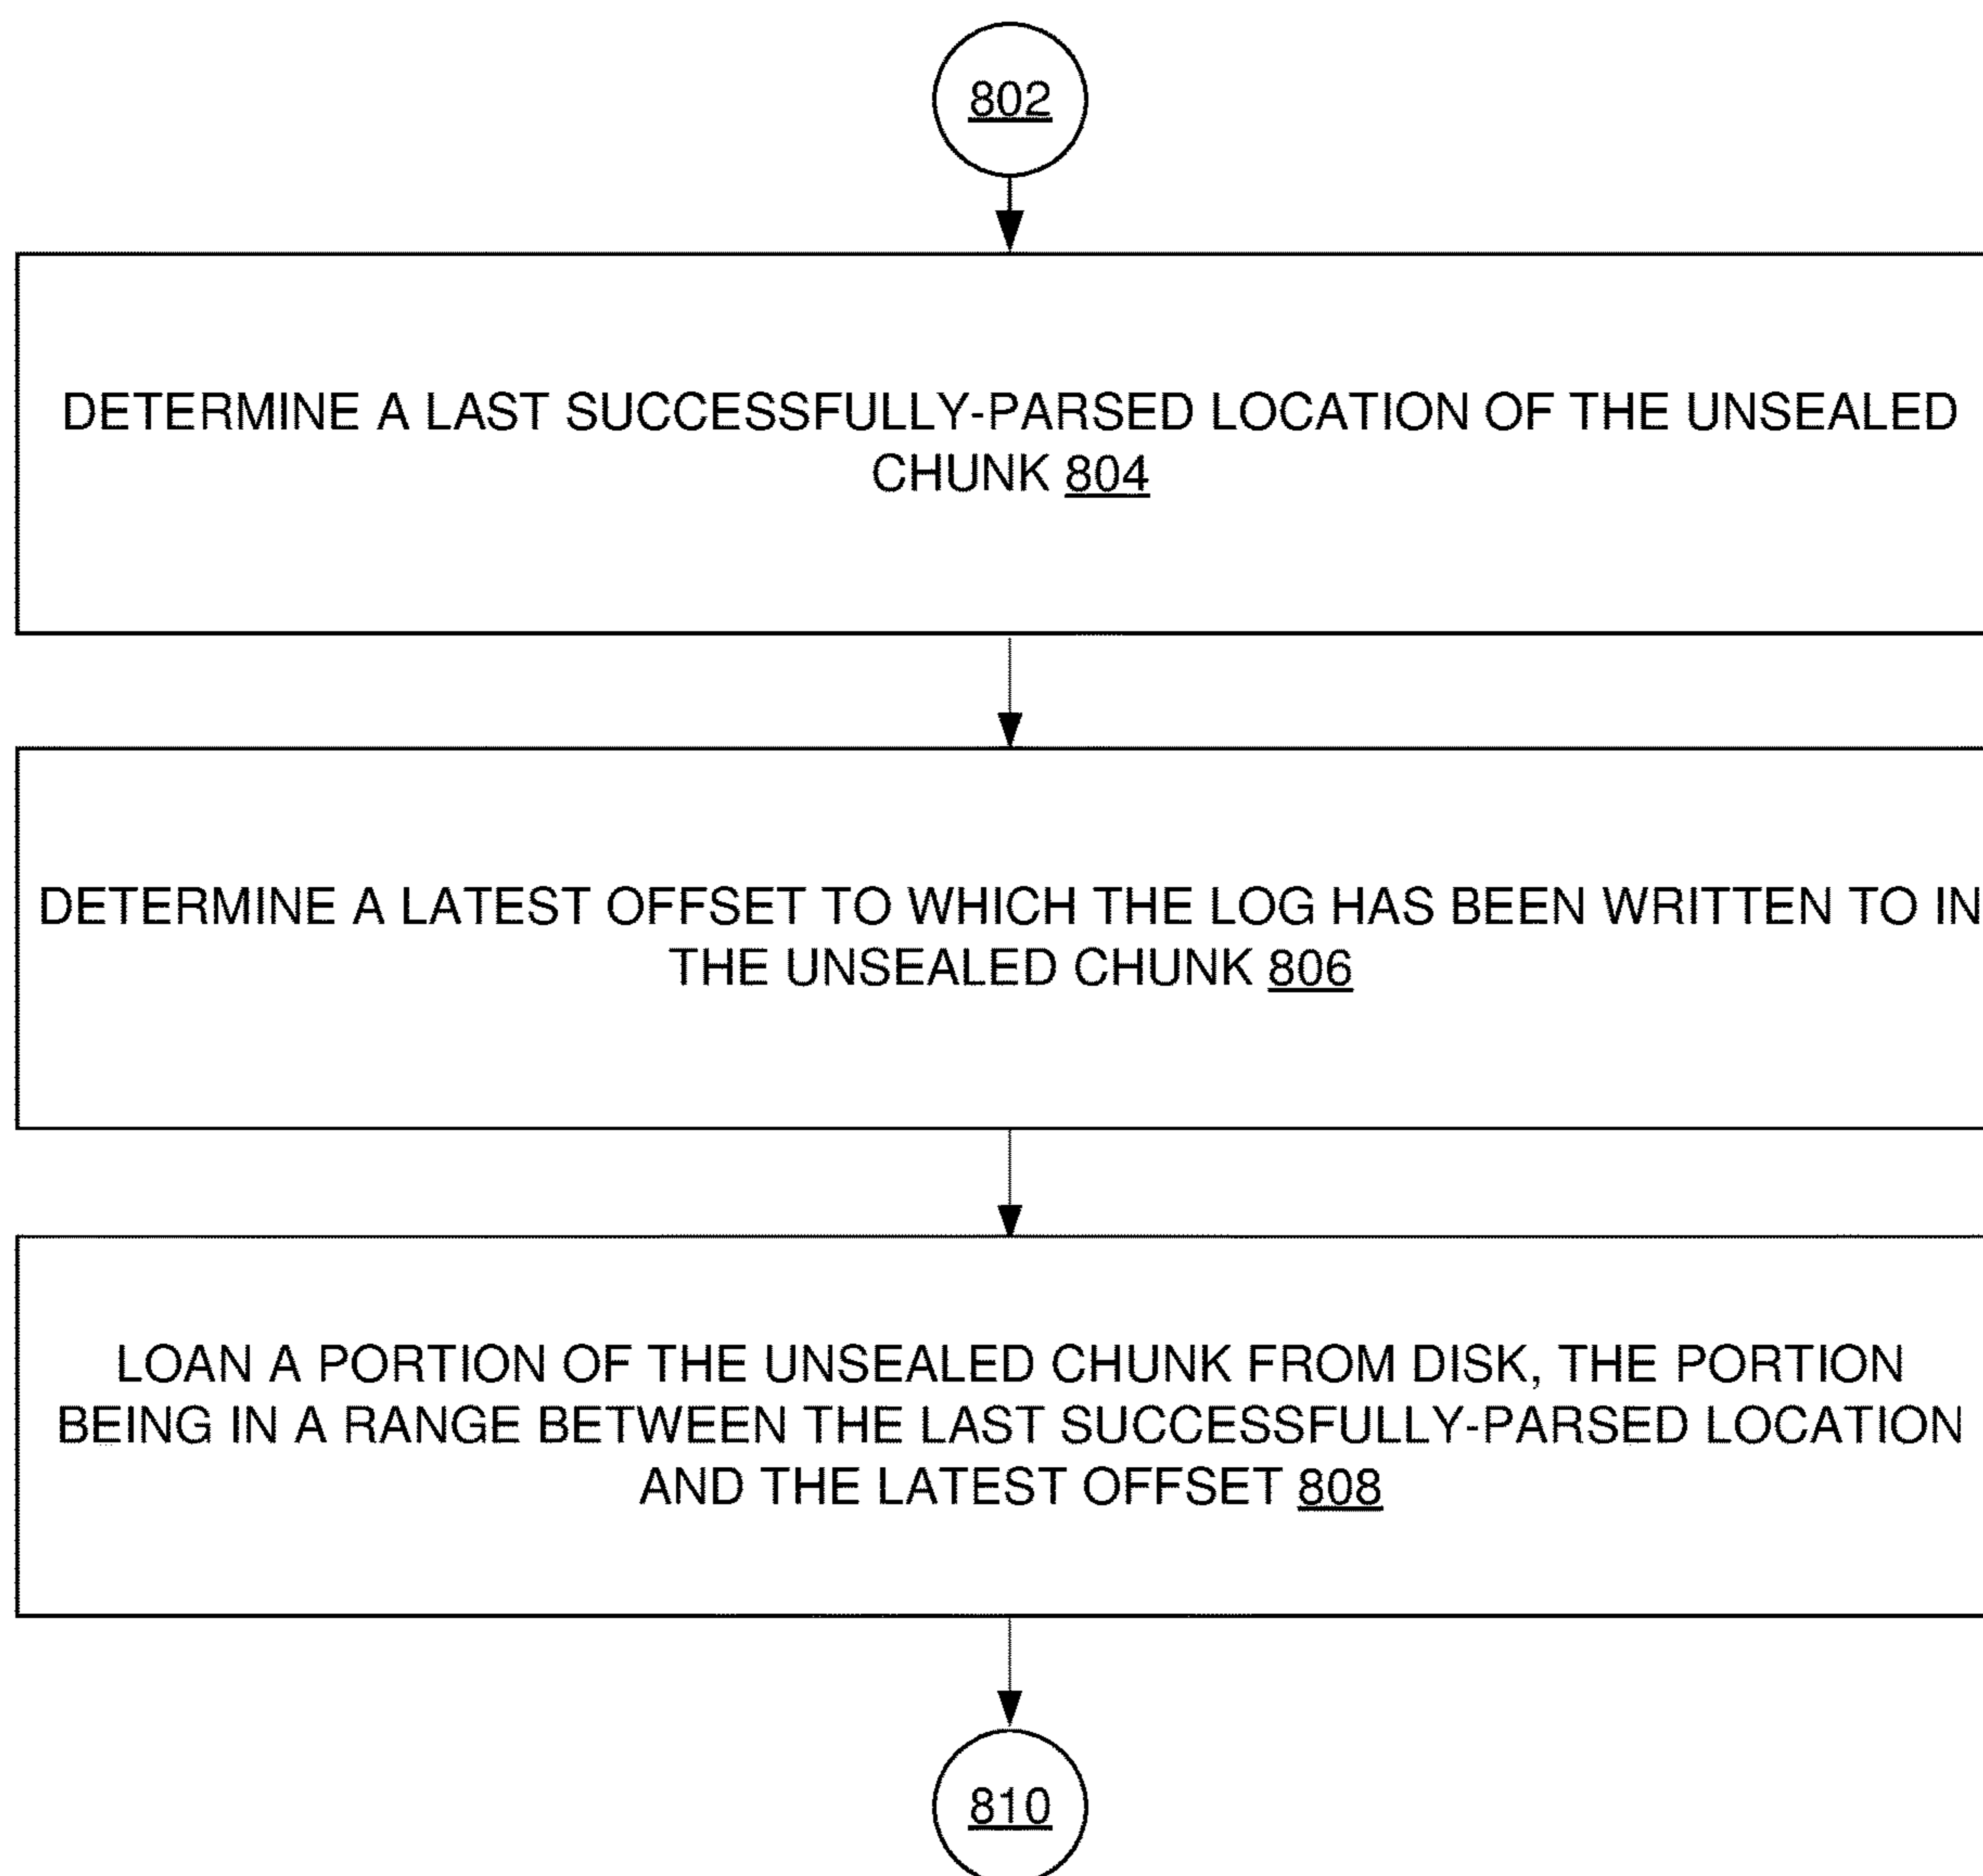 802
DETERMINE A LAST SUCCESSFULLY-PARSED LOCATION OF THE UNSEALED
CHUNK 804
DETERMINE A LATEST OFFSET TO WHICH THE LOG HAS BEEN WRITTEN TO IN
THE UNSEALED CHUNK 806
LOAN A PORTION OF THE UNSEALED CHUNK FROM DISK, THE PORTION
BEING IN A RANGE BETWEEN THE LAST SUCCESSFULLY-PARSED LOCATION
AND THE LATEST OFFSET 808
810